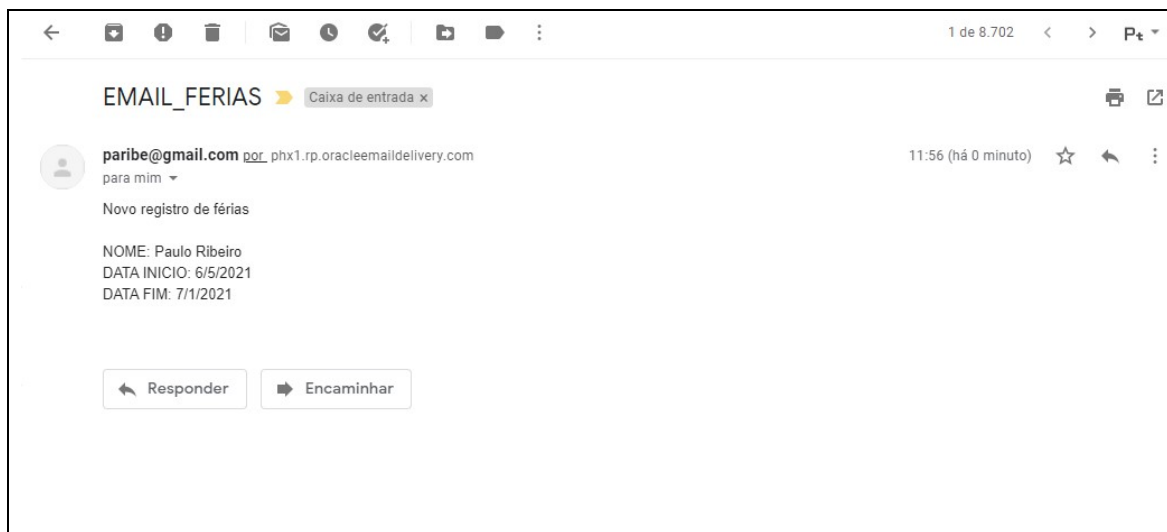 1 de 8.702
Pt
EMAIL_FERIAS Caixa de entrada x
paribe@gmail.com por phx1.rp.oracleemaildelivery.com 11:56 (há 0 minuto)
para mim
Novo registro de férias
NOME: Paulo Ribeiro
DATA INICIO: 6/5/2021
DATA FIM: 7/1/2021
Responder Encaminhar